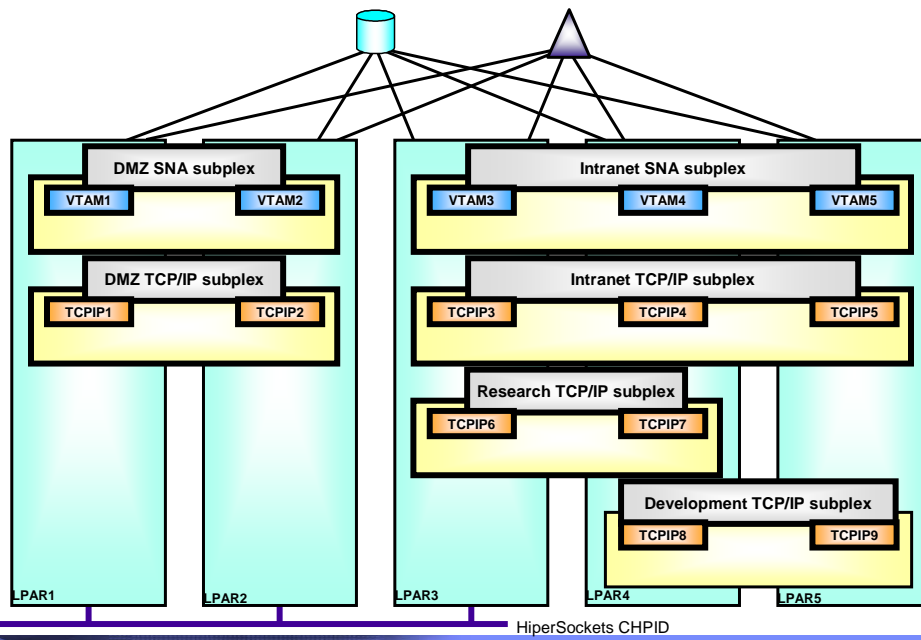 DMZ SNA subplex
Intranet SNA subplex
VTAM1
VTAM2
VTAM3
VTAM4
VTAM5
DMZ TCP/IP subplex
Intranet TCP/IP subplex
TCPIP1
TCPIP2
TCPIP3
TCPIP4
TCPIP5
Research TCP/IP subplex
TCPIP6
TCPIP7
Development TCP/IP subplex
TCPIP8
TCPIP9
LPAR1
LPAR2
LPAR3
LPAR4
LPAR5
HiperSockets CHPID